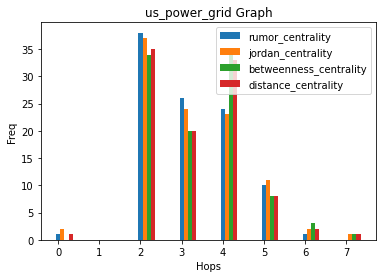 us_power_grid Graph
rumor_centrality
jordan_centrality
betweenness_centrality
distance_centrality
Freq
35
30
25
20
15
10
5
0
0 1 2 3 4 5 6 7
Hops